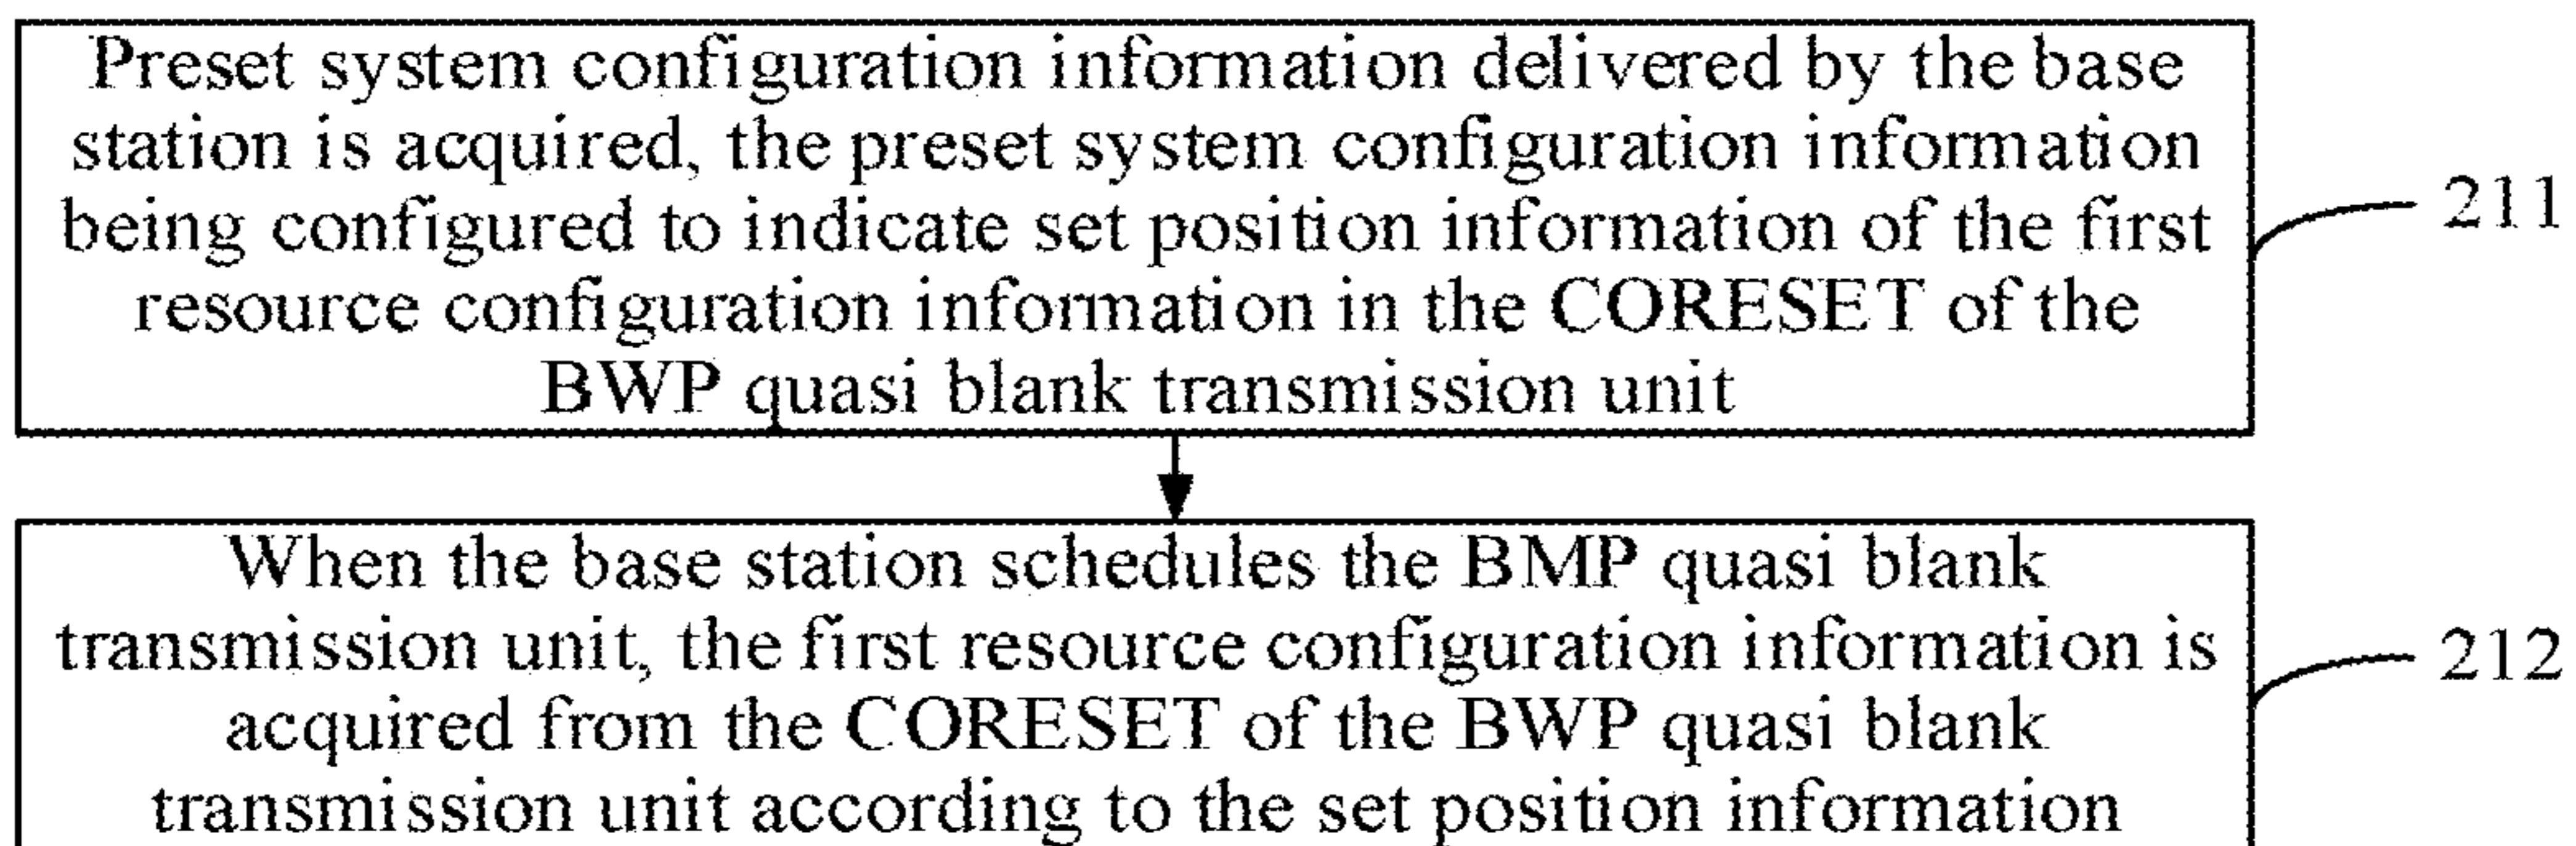 Preset system configuration information delivered by the base
station is acquired, the preset system configuration information
being configured to indicate set position information of the first
resource configuration information in the CORESET of the
BWP quasi blank transmission unit
211
When the base station schedules the BMP quasi blank
transmission unit, the first resource configuration information is
acquired from the CORESET of the BWP quasi blank
transmission unit according to the set position information
212